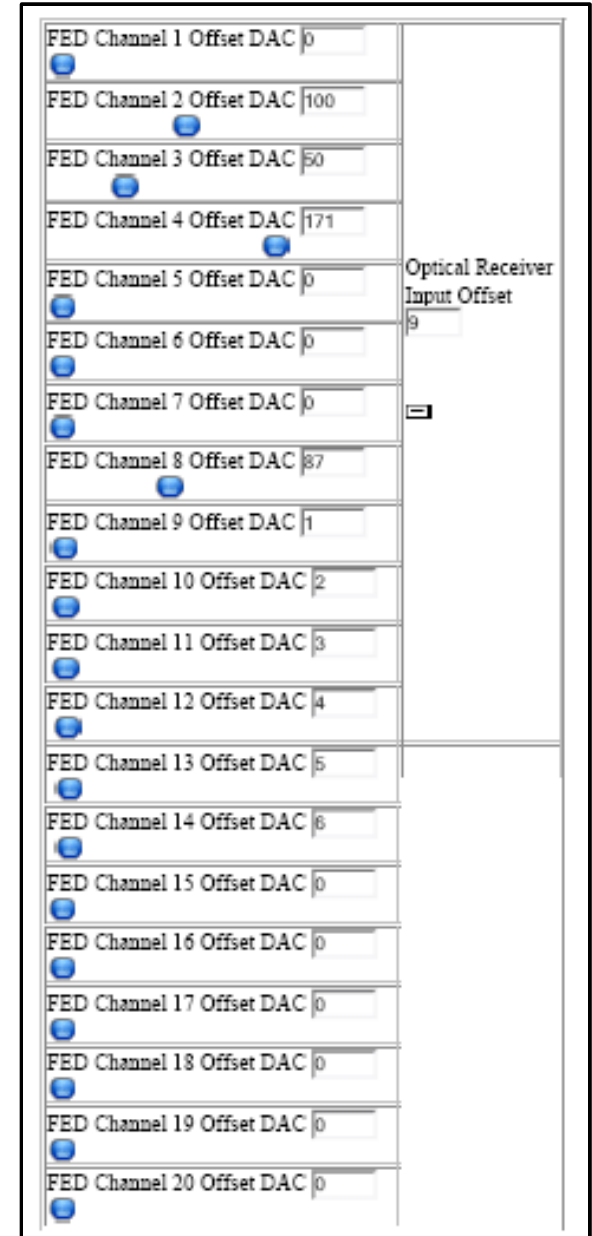 FED Channel 1 Offset DAC 0
FED Channel 2 Offset DAC 100
FED Channel 3 Offset DAC 50
FED Channel 4 Offset DAC 171
FED Channel 5 Offset DAC 0
FED Channel 6 Offset DAC 0
FED Channel 7 Offset DAC 0
FED Channel 8 Offset DAC 87
FED Channel 9 Offset DAC 1
FED Channel 10 Offset DAC 2
FED Channel 11 Offset DAC 3
FED Channel 12 Offset DAC 4
FED Channel 13 Offset DAC 5
FED Channel 14 Offset DAC 6
FED Channel 15 Offset DAC 0
FED Channel 16 Offset DAC 0
FED Channel 17 Offset DAC 0
FED Channel 18 Offset DAC 0
FED Channel 19 Offset DAC 0
FED Channel 20 Offset DAC 0
Optical Receiver
Input Offset
9